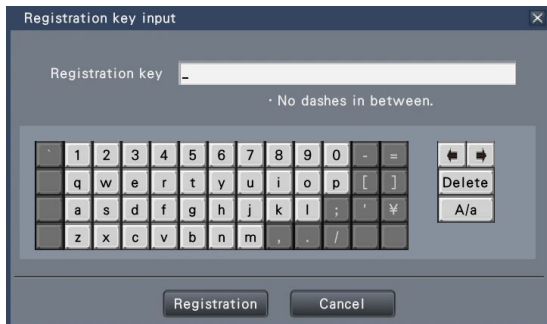 Registration key input
Registration key _
· No dashes in between.
` 1 2 3 4 5 6 7 8 9 0 - =
q w e r t y u i o p [ ] Delete
a s d f g h j k l ; ' ¥ A/a
z x c v b n m , . /
Registration Cancel